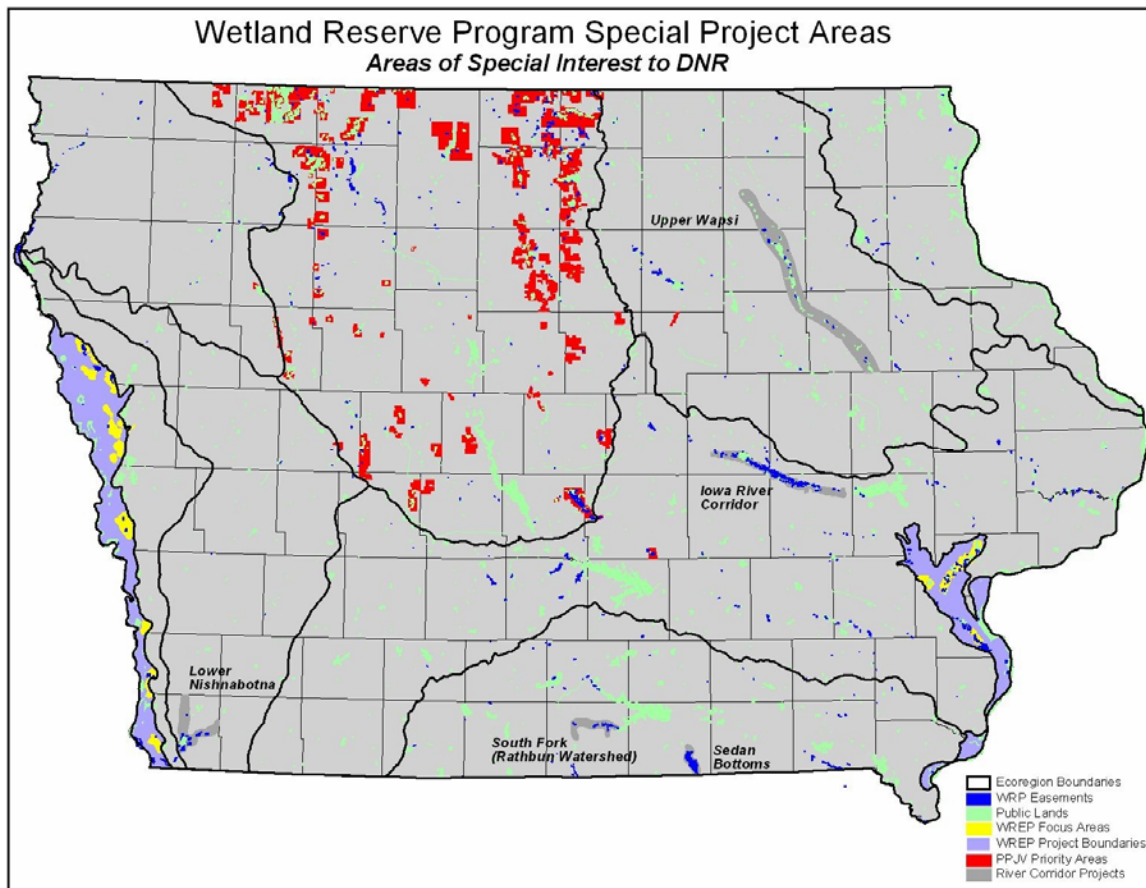 Wetland Reserve Program Special Project Areas
Areas of Special Interest to DNR
Upper Wapsi
Iowa River
Corridor
Lower
Nishnabotna
South Fork
(Rathbun Watershed)
Sedan
Bottoms
Ecoregion Boundaries
WRP Easements
Public Lands
WREP Focus Areas
WREP Project Boundaries
PPJV Priority Areas
River Corridor Projects